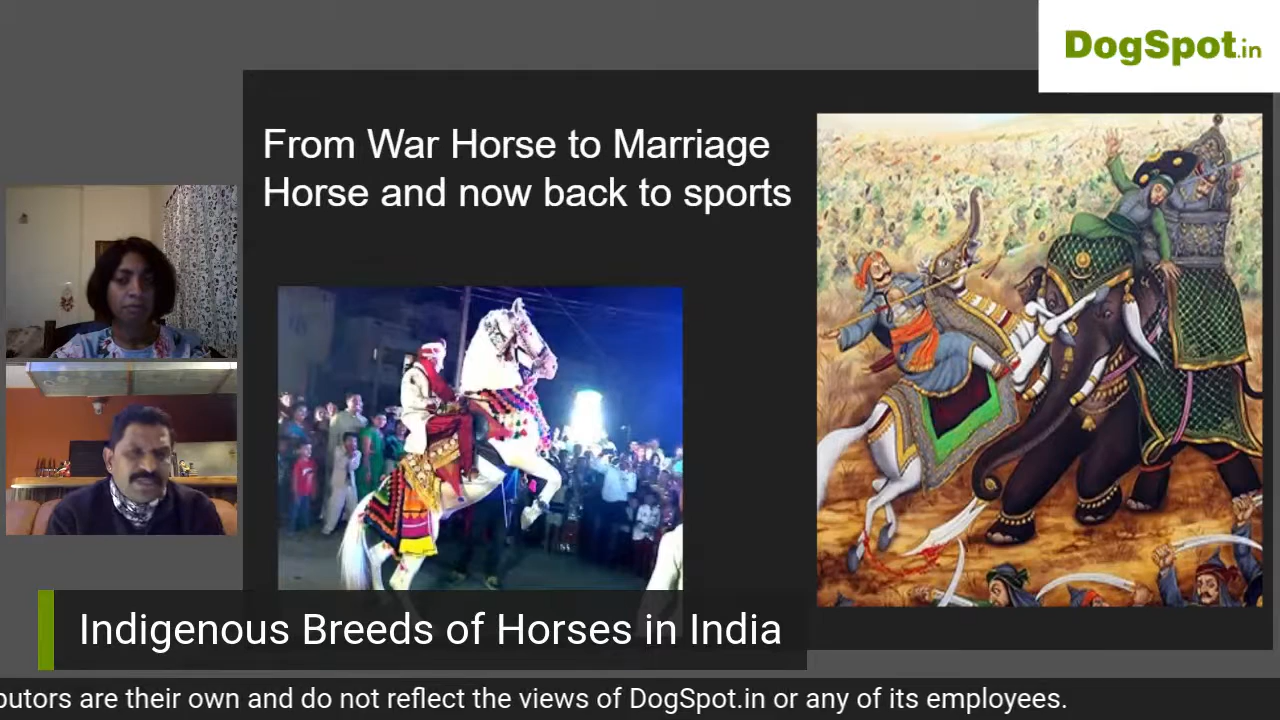 DogSpot.in
From War Horse to Marriage
Horse and now back to sports
Indigenous Breeds of Horses in India
are their own and do not reflect the views of DogSpot.in or any of its employees.